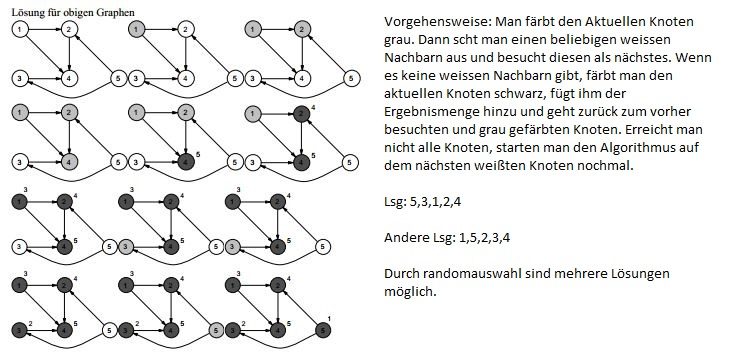 Lösung für obigen Graphen
1 2 1 2 1 2
3 4 5 3 4 5 3 4 5
4
1 2 1 2 1 2
5 5
3 4 5 3 4 5 3 4 5
3 4 3 4 3 4
1 2 1 2 1 2
5 5 5
3 4 5 3 4 5 3 4 5
3 4 3 4 3 4
1 2 1 2 1 2
2 5 2 5 2 5 1
3 4 5 3 4 5 3 4 5
Vorgehensweise: Man färbt den Aktuellen Knoten
grau. Dann scht man einen beliebigen weissen
Nachbarn aus und besucht diesen als nächstes. Wenn
es keine weissen Nachbarn gibt, färbt man den
aktuellen Knoten schwarz, fügt ihm der
Ergebnismenge hinzu und geht zurück zum vorher
besuchten und grau gefärbten Knoten. Erreicht man
nicht alle Knoten, starten man den Algorithmus auf
dem nächsten weißten Knoten nochmal.
Lsg: 5,3,1,2,4
Andere Lsg: 1,5,2,3,4
Durch randomauswahl sind mehrere Lösungen
möglich.